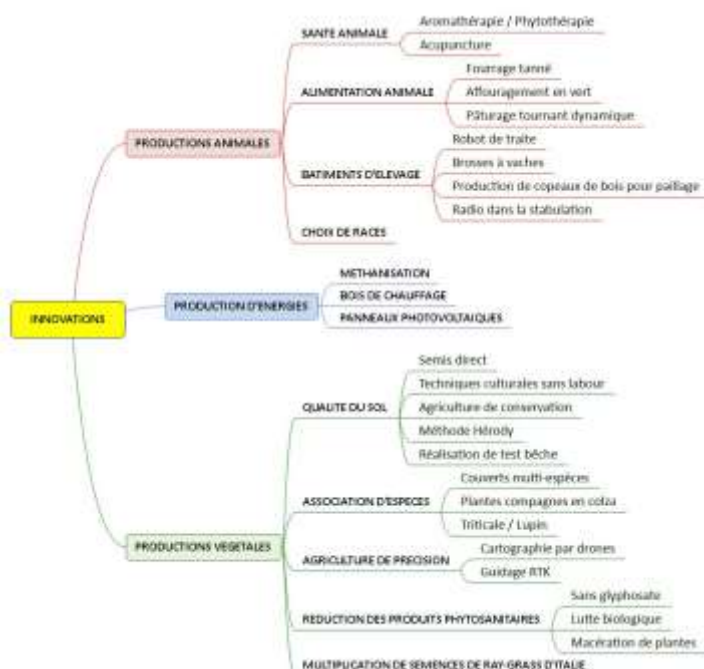 SANTE ANIMALE
Aromathérapie / Phytothérapie
Acupuncture
ALIMENTATION ANIMALE
Fourrage tanné
Affouragement en vert
Pâturage tournant dynamique
PRODUCTIONS ANIMALES
BATIMENTS D'ELEVAGE
Robot de traite
Brosses à vaches
Production de copeaux de bois pour paillage
Radio dans la stabulation
CHOIX DE RACES
INNOVATIONS
PRODUCTION D'ENERGIES
METHANISATION
BOIS DE CHAUFFAGE
PANNEAUX PHOTOVOLTAIQUES
QUALITE DU SOL
Semis direct
Techniques culturales sans labour
Agriculture de conservation
Méthode Hérody
Réalisation de test bêche
ASSOCIATION D'ESPECES
Couverts multi-espèces
Plantes compagnes en colza
Triticale / Lupin
PRODUCTIONS VEGETALES
AGRICULTURE DE PRECISION
Cartographie par drones
Guidage RTK
REDUCTION DES PRODUITS PHYTOSANITAIRES
Sans glyphosate
Lutte biologique
Macération de plantes
MULTIPLICATION DE SEMENCES DE RAY-GRASS D'ITALIE